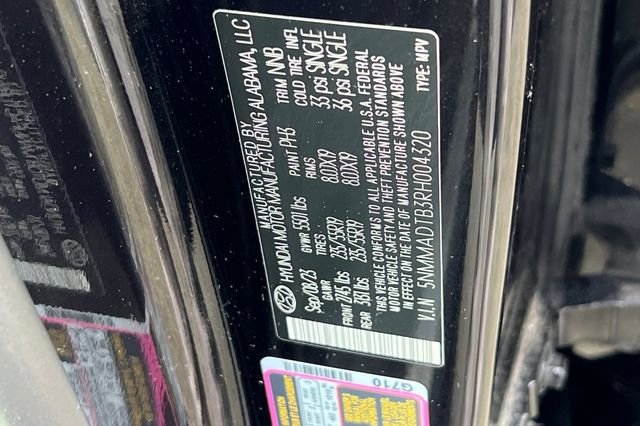 MANUFACTURED BY
HYUNDAI MOTOR MANUFACTURING ALABAMA, LLC
Sep/08/23 GVWR 5501 lbs PAINT PH3 TRIM NNB
GAWR TIRES RIMS COLD TIRE INFL
FRONT 2745 lbs 235/55R19 8.0JX19 33 psi SINGLE
REAR 3311 lbs 235/55R19 8.0JX19 36 psi SINGLE
THIS VEHICLE CONFORMS TO ALL APPLICABLE U.S.A. FEDERAL
MOTOR VEHICLE SAFETY AND THEFT PREVENTION STANDARDS
IN EFFECT ON THE DATE OF MANUFACTURE SHOWN ABOVE
V.I.N 5NMMADTB3RH004320 TYPE: MPV
G710